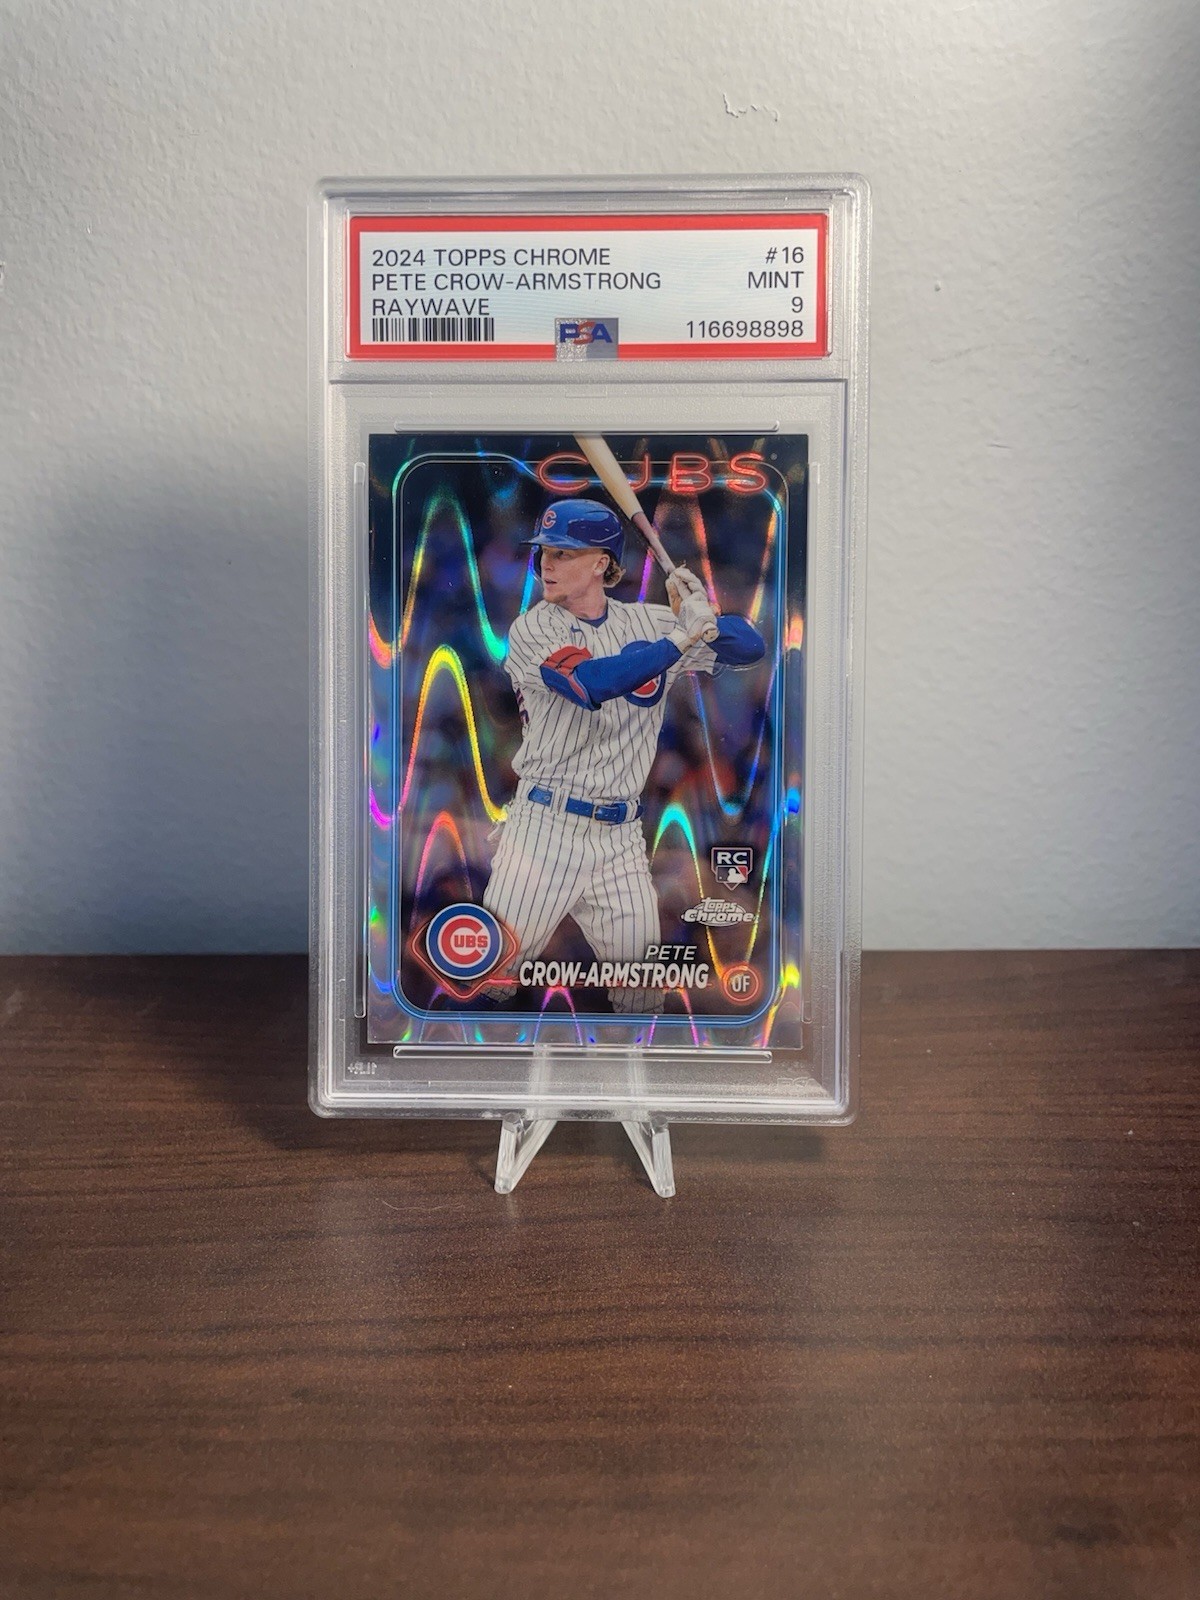 2024 TOPPS CHROME #16
PETE CROW-ARMSTRONG MINT
RAYWAVE 9
PSA 116698898
CUBS
C
RC
Topps
Chrome
CUBS
PETE
CROW-ARMSTRONG
OF